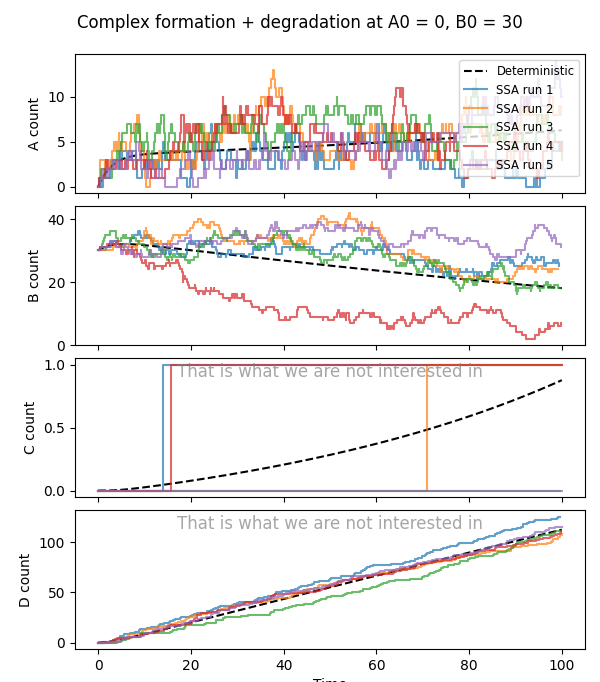 Complex formation + degradation at A0 = 0, B0 = 30
A count
10
5
0
Deterministic
SSA run 1
SSA run 2
SSA run 3
SSA run 4
SSA run 5
B count
40
20
0
C count
1.0
0.5
0.0
That is what we are not interested in
D count
100
50
0
That is what we are not interested in
0 20 40 60 80 100
Time